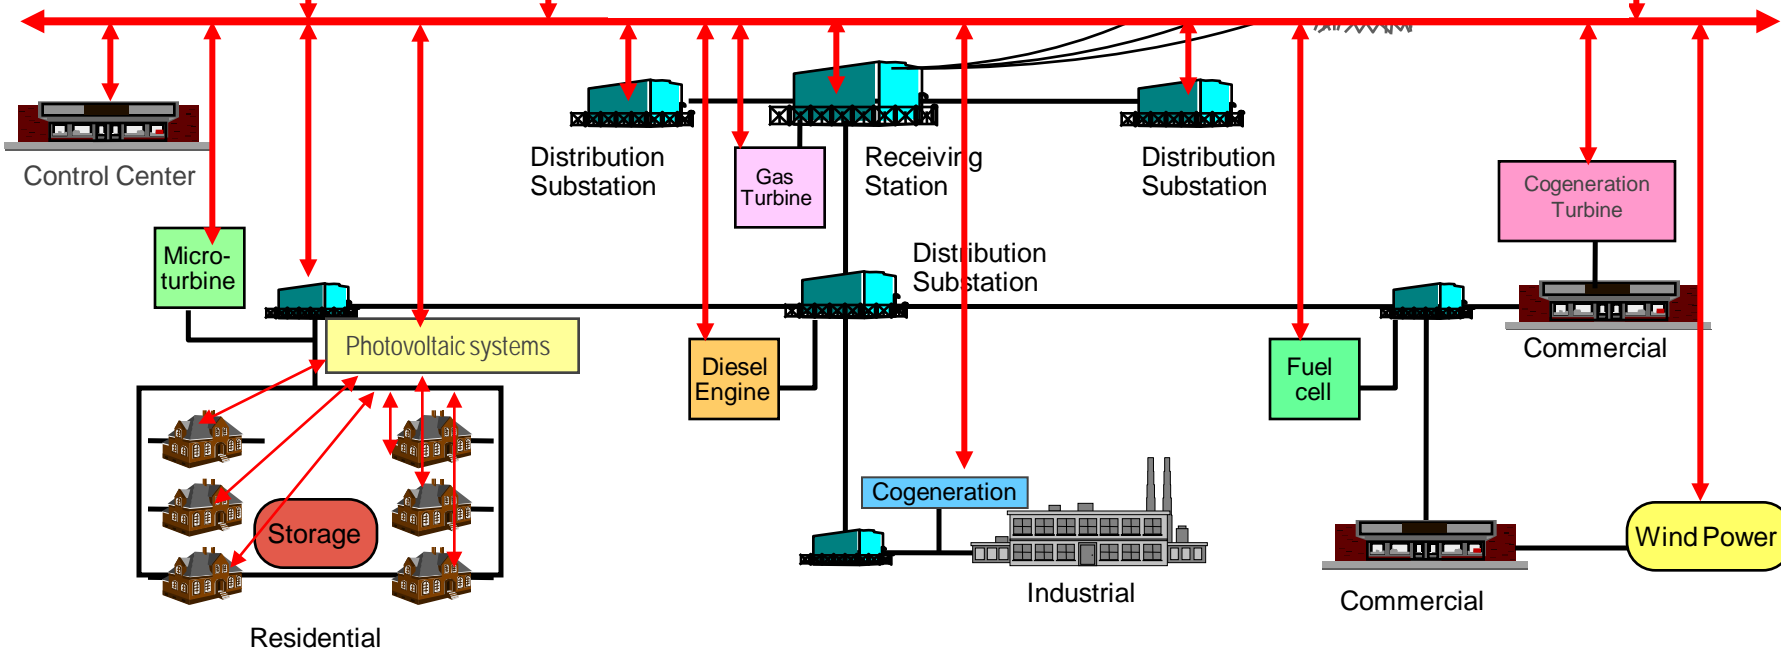 Control Center
Distribution
Substation
Gas
Turbine
Receiving
Station
Distribution
Substation
Cogeneration
Turbine
Micro-
turbine
Distribution
Substation
Photovoltaic systems
Diesel
Engine
Fuel
cell
Commercial
Storage
Cogeneration
Wind Power
Industrial
Commercial
Residential